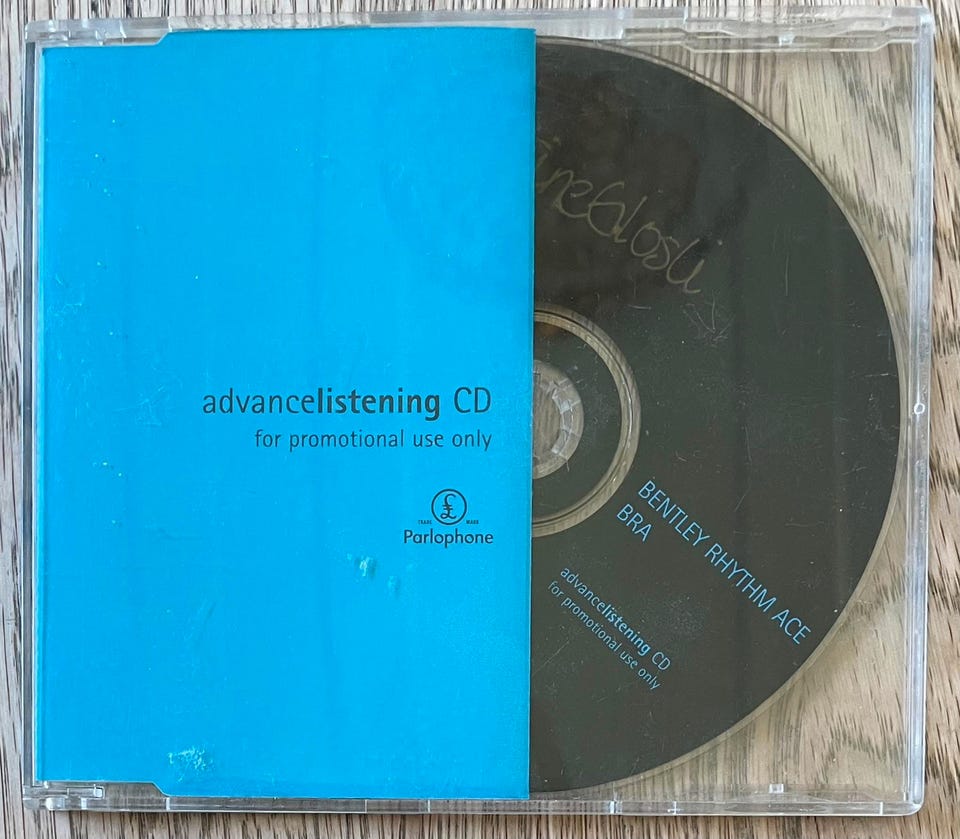 advancelistening CD
for promotional use only
TRADE MARK
Parlophone
BENTLEY RHYTHM ACE
BRA
advancelistening CD
for promotional use only